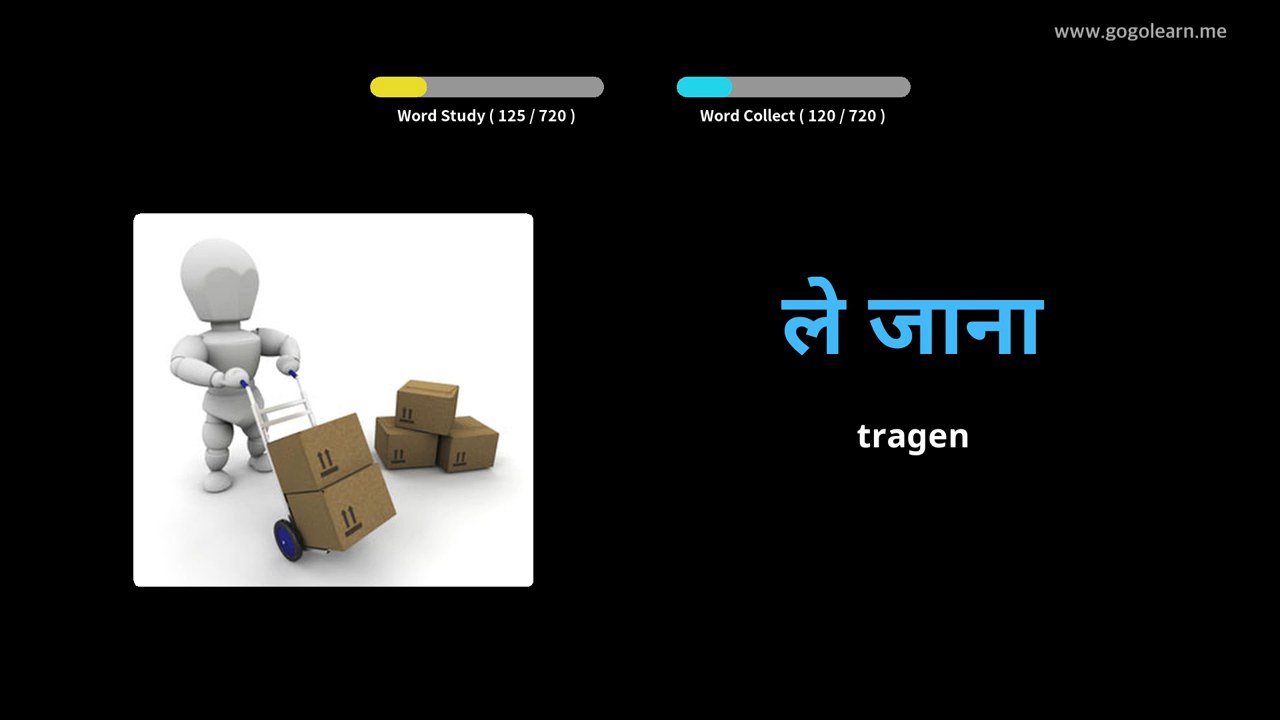 www.gogolearn.me
Word Study ( 125 / 720 )
Word Collect ( 120 / 720 )
ले जाना
tragen